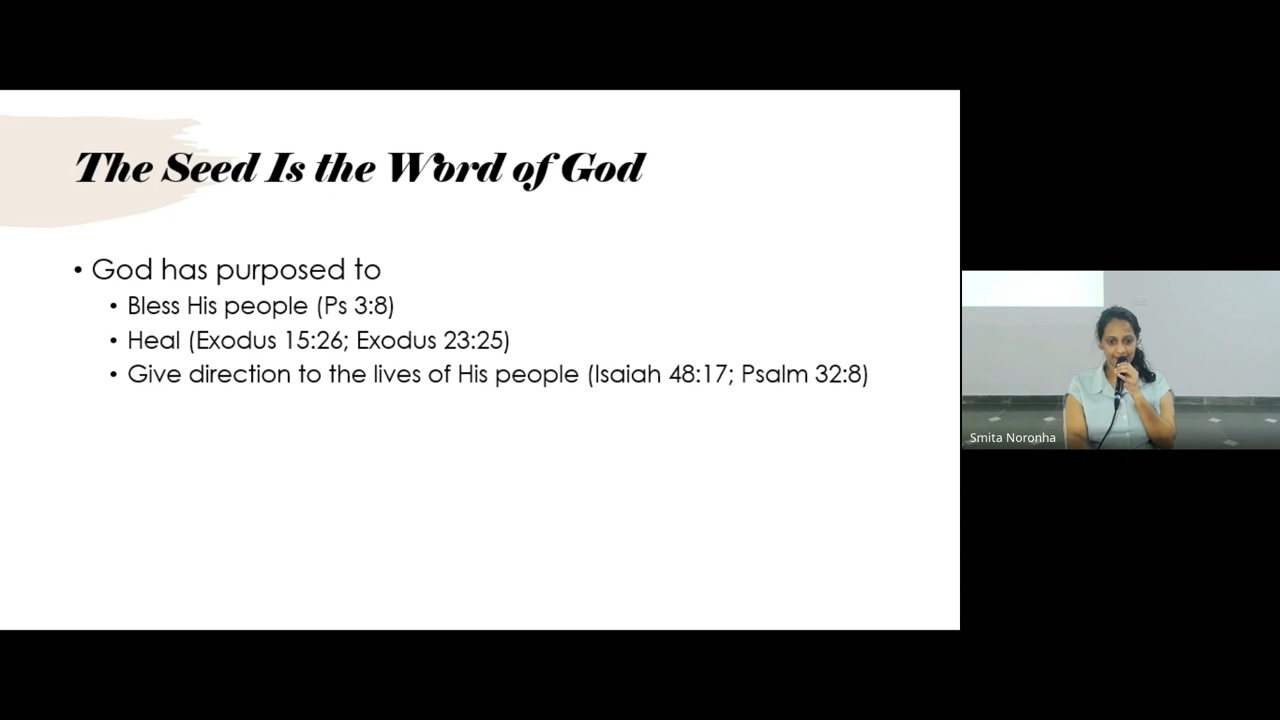 The Seed Is the Word of God
• God has purposed to
• Bless His people (Ps 3:8)
• Heal (Exodus 15:26; Exodus 23:25)
• Give direction to the lives of His people (Isaiah 48:17; Psalm 32:8)
Smita Noronha